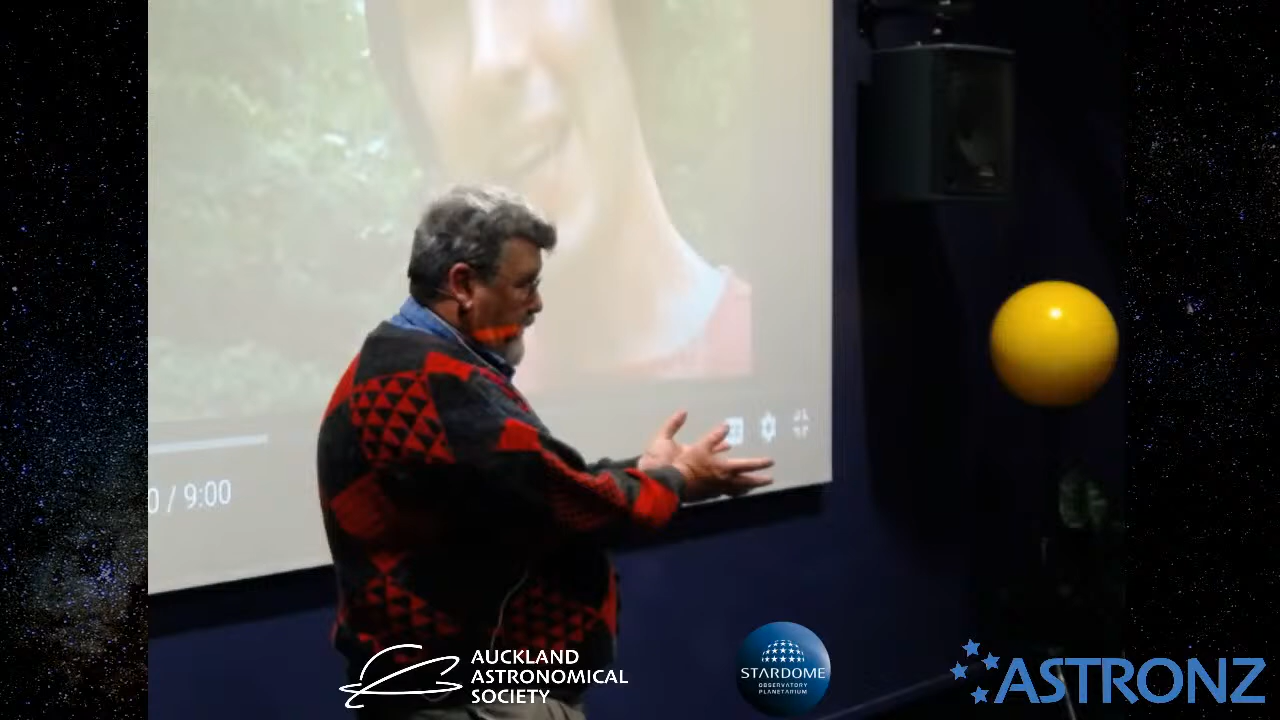 0 / 9:00
AUCKLAND
ASTRONOMICAL
SOCIETY
STARDOME
OBSERVATORY
PLANETARIUM
ASTRONZ